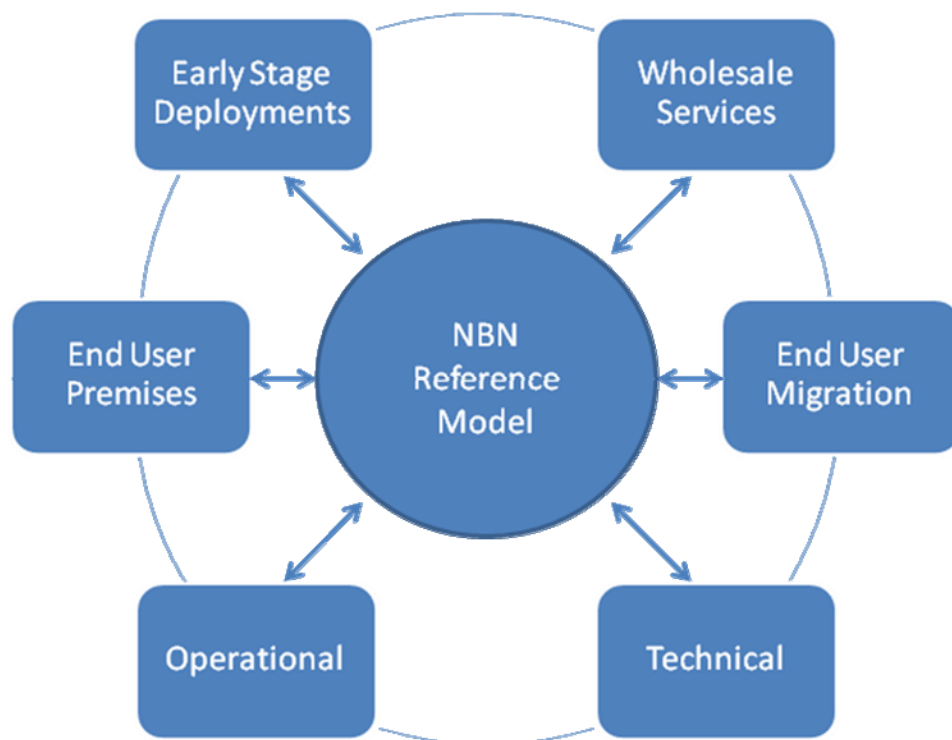 Early Stage
Deployments
Wholesale
Services
End User
Premises
NBN
Reference
Model
End User
Migration
Operational
Technical